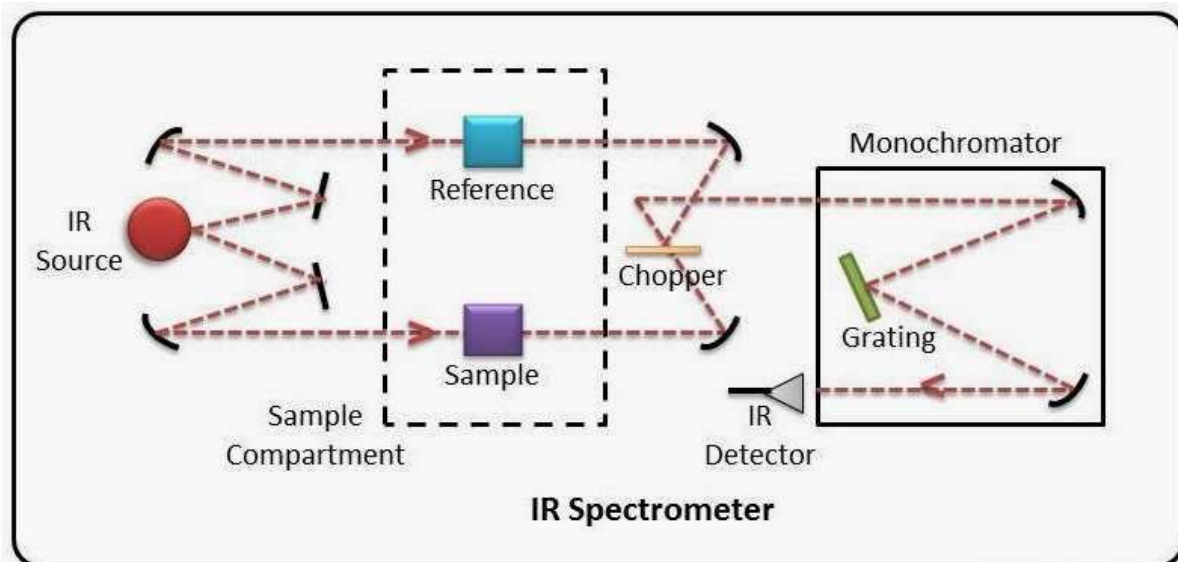 Monochromator
Reference
IR
Source
Chopper
Grating
Sample
Sample
Compartment
IR
Detector
IR Spectrometer